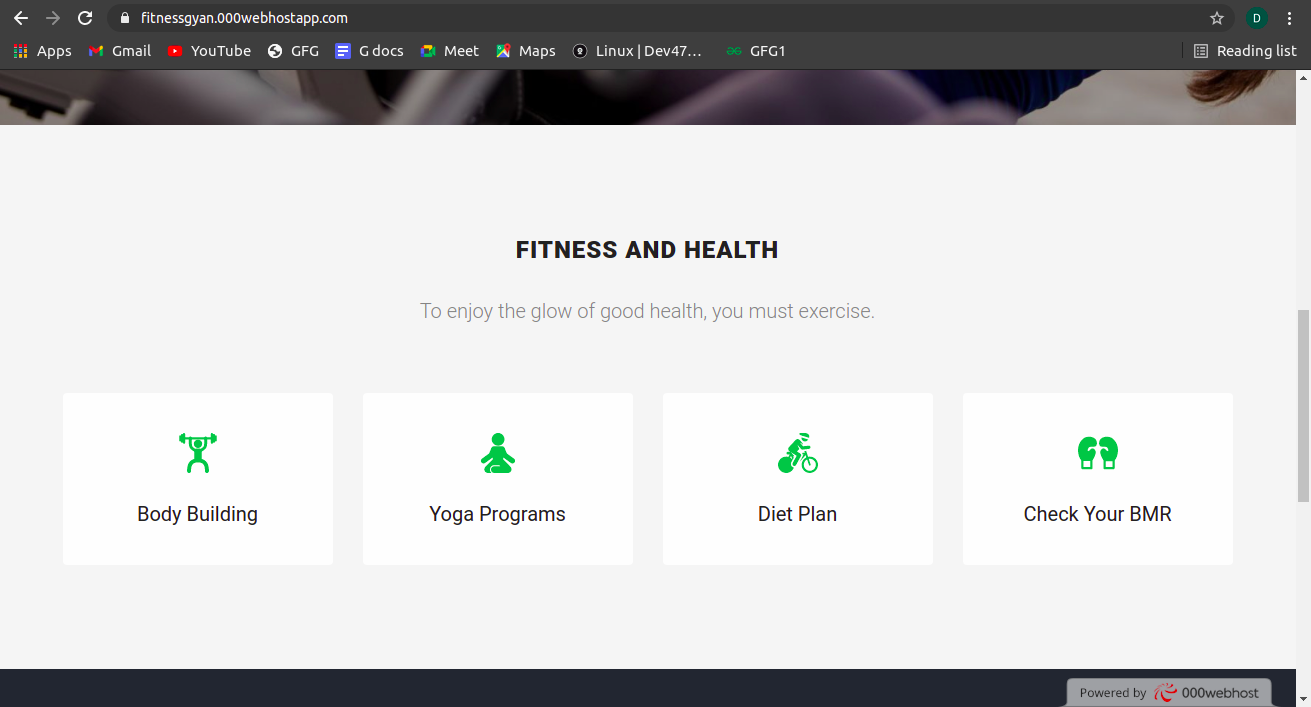 fitnessgyan.000webhostapp.com
D
Apps Gmail YouTube GFG G docs Meet Maps Linux | Dev47... GFG1 Reading list
FITNESS AND HEALTH
To enjoy the glow of good health, you must exercise.
Body Building Yoga Programs Diet Plan Check Your BMR
Powered by 000webhost